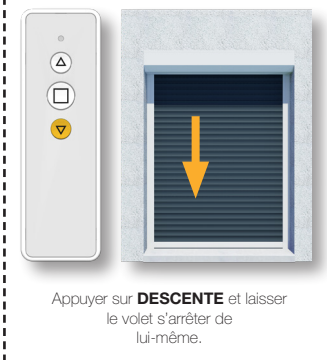 Appuyer sur DESCENTE et laisser
le volet s’arrêter de
lui-même.